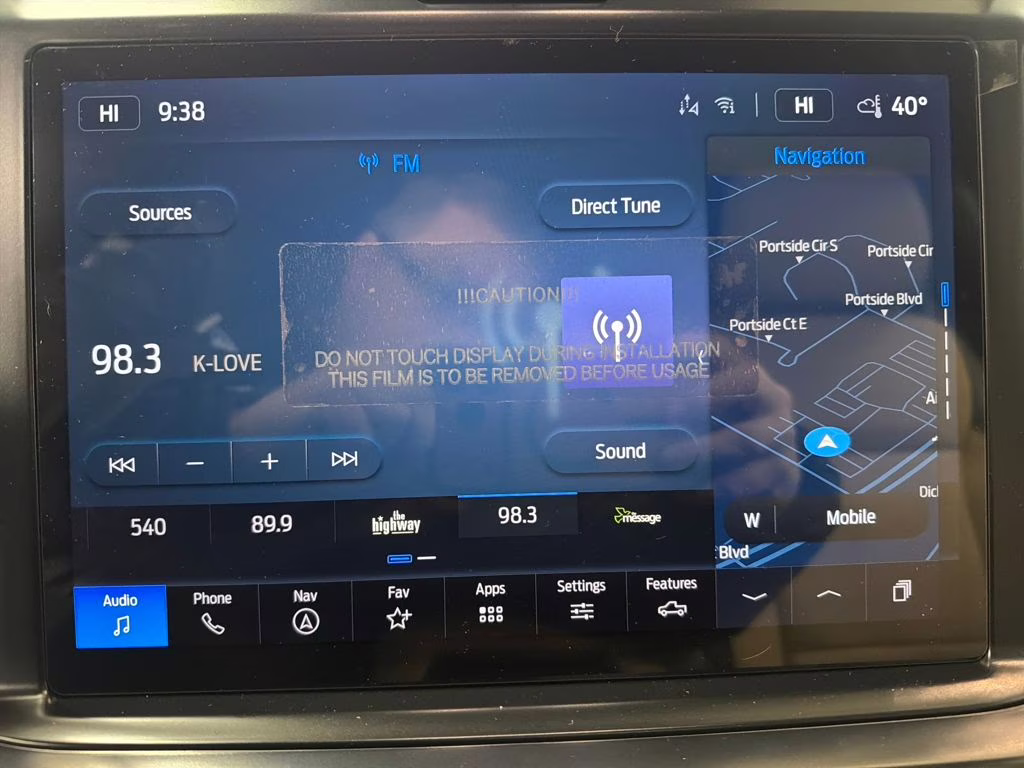 HI 9:38 HI 40°
FM
Navigation
Sources
Direct Tune
Portside Cir S
Portside Cir
!!!CAUTION!!!
Portside Blvd
Portside Ct E
98.3 K-LOVE
DO NOT TOUCH DISPLAY DURING INSTALLATION
THIS FILM IS TO BE REMOVED BEFORE USAGE
Sound
W Mobile
540 89.9 the highway 98.3 the message
Blvd
Audio Phone Nav Fav Apps Settings Features